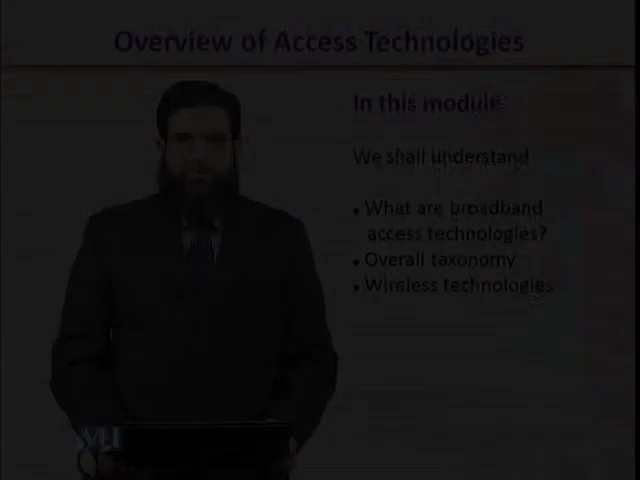 Overview of Access Technologies
In this module:
We shall understand
• What are broadband
access technologies?
• Overall taxonomy
• Wireless technologies